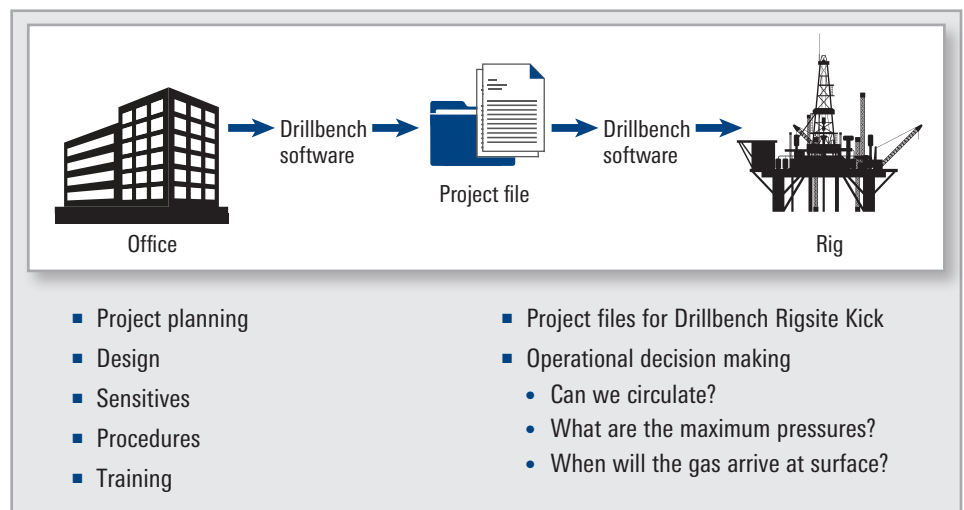 Drillbench
software
Drillbench
software
Project file
Office
Rig
▪ Project planning
▪ Design
▪ Sensitives
▪ Procedures
▪ Training
▪ Project files for Drillbench Rigsite Kick
▪ Operational decision making
• Can we circulate?
• What are the maximum pressures?
• When will the gas arrive at surface?